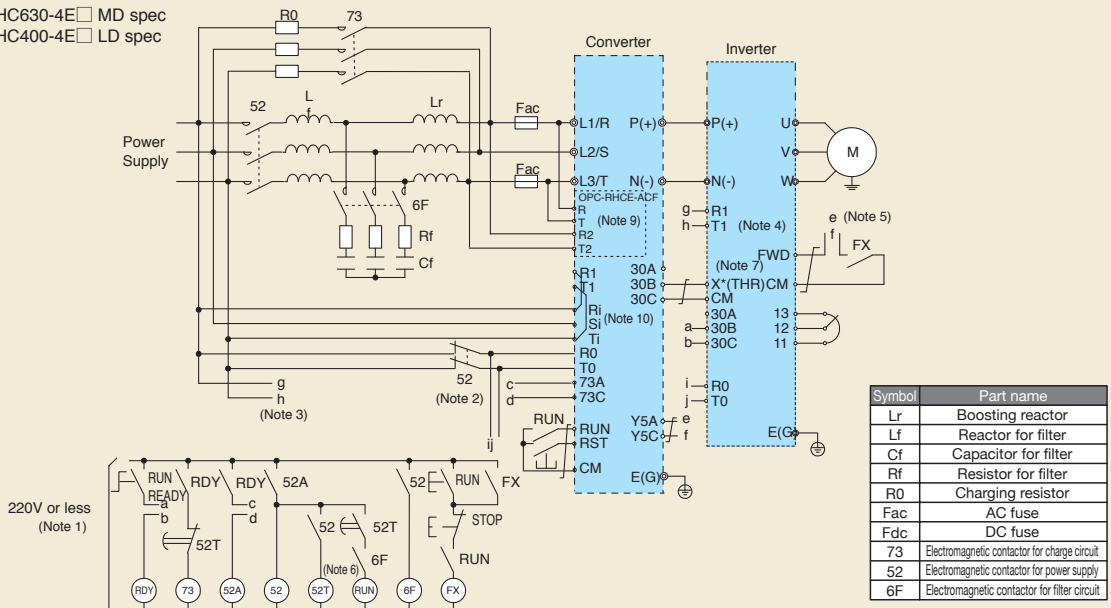 HC630-4E□ MD spec
HC400-4E□ LD spec
R0
73
Converter
Inverter
52
L
f
Lr
Fac
Power
Supply
L1/R
P(+)
P(+)
U
L2/S
V
M
Fac
L3/T
N(-)
N(-)
W
OPC-RHCE-ACF
6F
R
(Note 9)
T
R2
T2
Rf
Cf
g
R1
h
T1
(Note 4)
e
(Note 5)
f
FX
FWD
(Note 7)
R1
T1
30A
30B
X*(THR)
CM
30C
CM
Ri
Si
(Note 10)
Ti
30A
a
30B
b
30C
13
12
11
R0
T0
52
(Note 2)
g
h
(Note 3)
c
73A
d
73C
i
R0
j
T0
ij
RUN
RUN
RST
CM
Y5A
e
Y5C
f
E(G)
E(G)
220V or less
(Note 1)
RUN
READY
a
b
RDY
RDY
c
d
52A
52
RUN
FX
52T
52
52T
STOP
(Note 6)
6F
RUN
RDY
73
52A
52
52T
RUN
6F
FX
Symbol
Part name
Lr
Boosting reactor
Lf
Reactor for filter
Cf
Capacitor for filter
Rf
Resistor for filter
R0
Charging resistor
Fac
AC fuse
Fdc
DC fuse
73
Electromagnetic contactor for charge circuit
52
Electromagnetic contactor for power supply
6F
Electromagnetic contactor for filter circuit